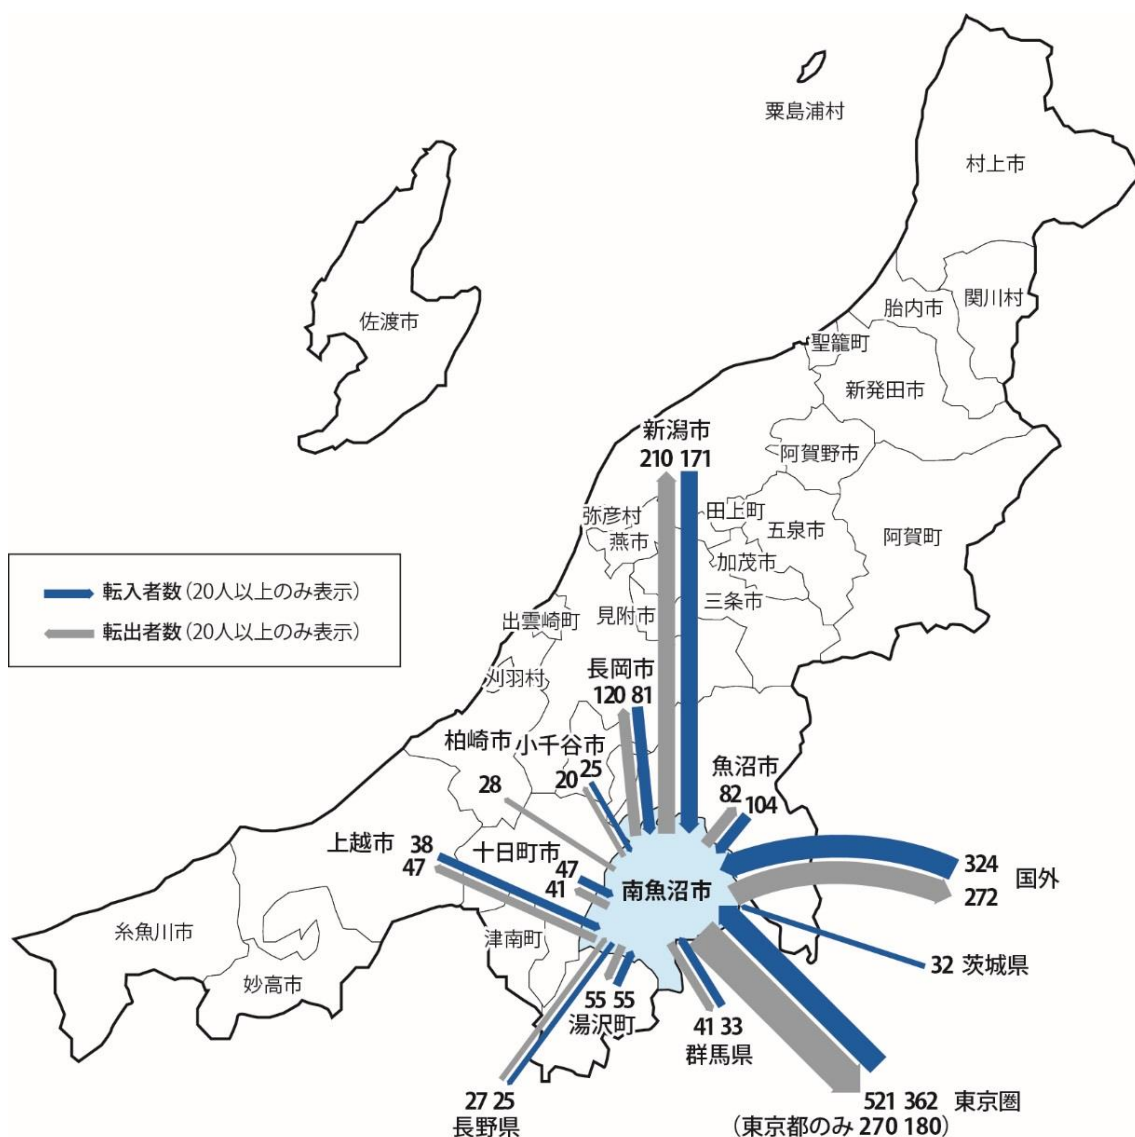 粟島浦村
村上市
関川村
胎内市
佐渡市
聖籠町
新発田市
新潟市
210 171
阿賀野市
弥彦村
田上町
五泉市
燕市
阿賀町
加茂市
転入者数(20人以上のみ表示)
三条市
見附市
出雲崎町
転出者数(20人以上のみ表示)
長岡市
120 81
刈羽村
柏崎市
28
小千谷市
20 25
魚沼市
82 104
上越市
38
47
十日町市
47
41
南魚沼市
324
272
国外
糸魚川市
津南町
妙高市
32 茨城県
55 55
湯沢町
41 33
群馬県
27 25
長野県
521 362 東京圏
(東京都のみ 270 180)